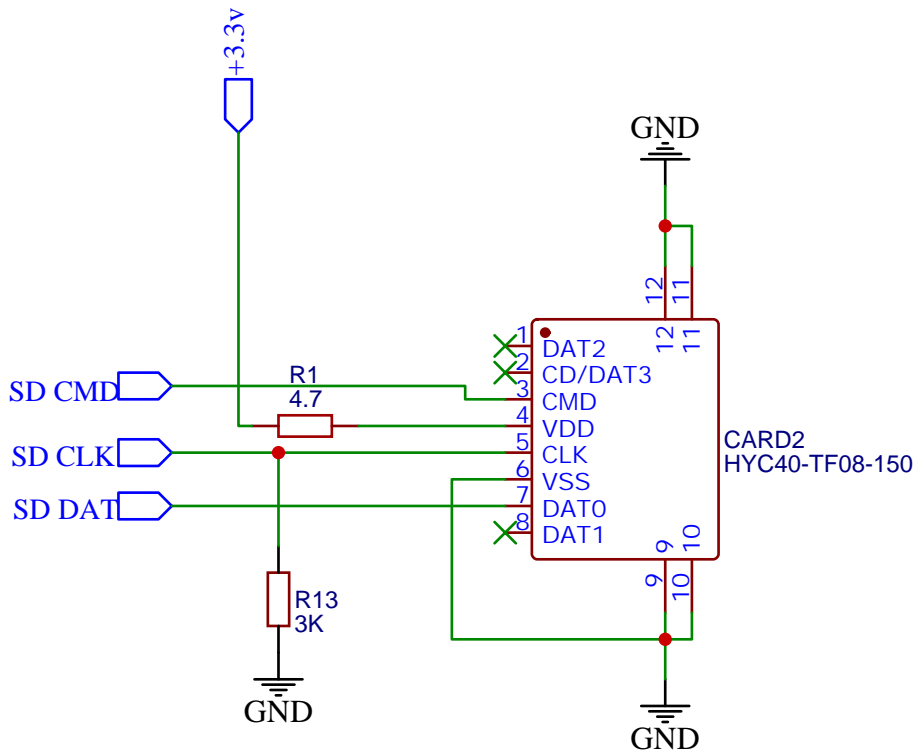 +3.3v
GND
12
11
12
11
1
DAT2
2
CD/DAT3
SD CMD
R1
4.7
3
CMD
4
VDD
SD CLK
5
CLK
CARD2
HYC40-TF08-150
6
VSS
SD DAT
7
DAT0
8
DAT1
9
10
9
10
R13
3K
GND
GND